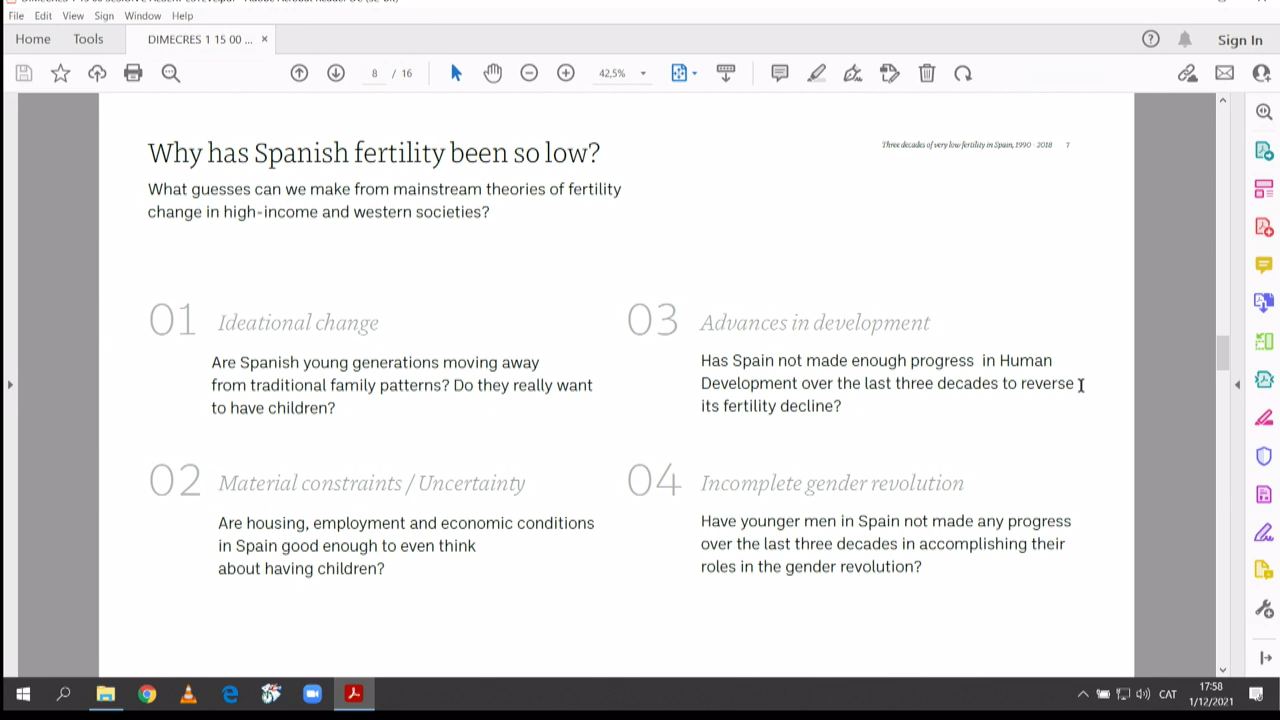 File Edit View Sign Window Help
Home Tools DIMECRES 1 15 00 ... × Sign In
8 / 16 42,5%
Why has Spanish fertility been so low?
Three decades of very low fertility in Spain, 1990 - 2018 7
What guesses can we make from mainstream theories of fertility
change in high-income and western societies?
01 Ideational change
Are Spanish young generations moving away
from traditional family patterns? Do they really want
to have children?
02 Material constraints / Uncertainty
Are housing, employment and economic conditions
in Spain good enough to even think
about having children?
03 Advances in development
Has Spain not made enough progress in Human
Development over the last three decades to reverse
its fertility decline?
04 Incomplete gender revolution
Have younger men in Spain not made any progress
over the last three decades in accomplishing their
roles in the gender revolution?
CAT
17:58
1/12/2021